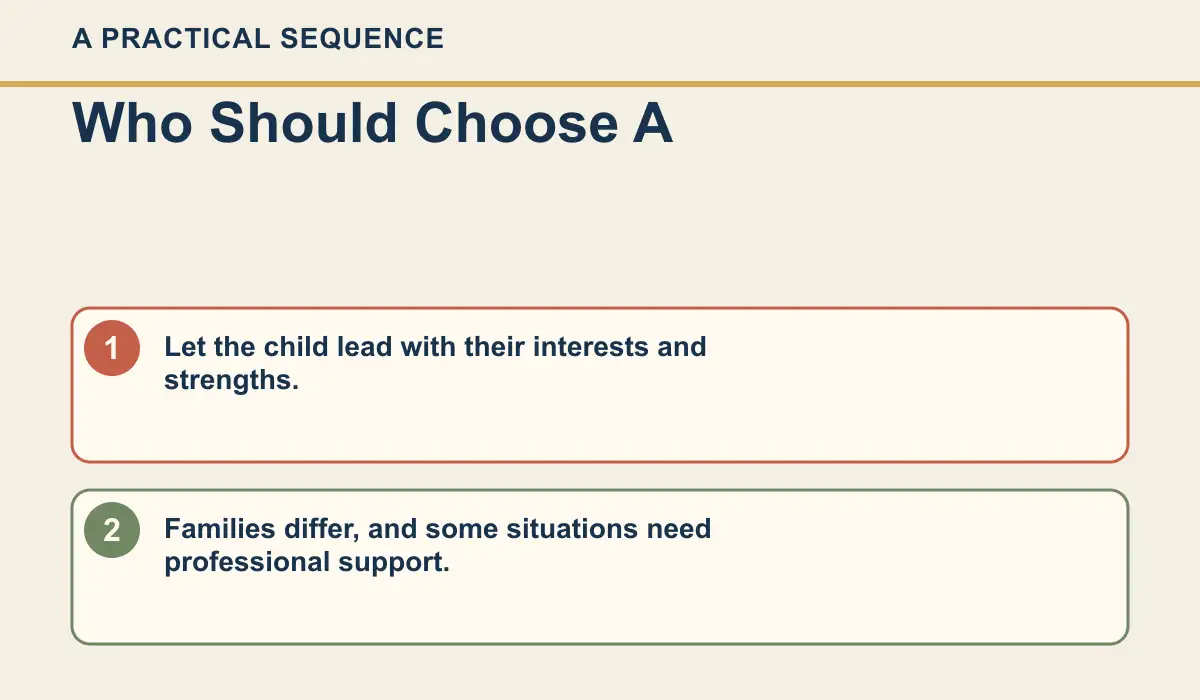 A PRACTICAL SEQUENCE
Who Should Choose A
1
Let the child lead with their interests and
strengths.
2
Families differ, and some situations need
professional support.